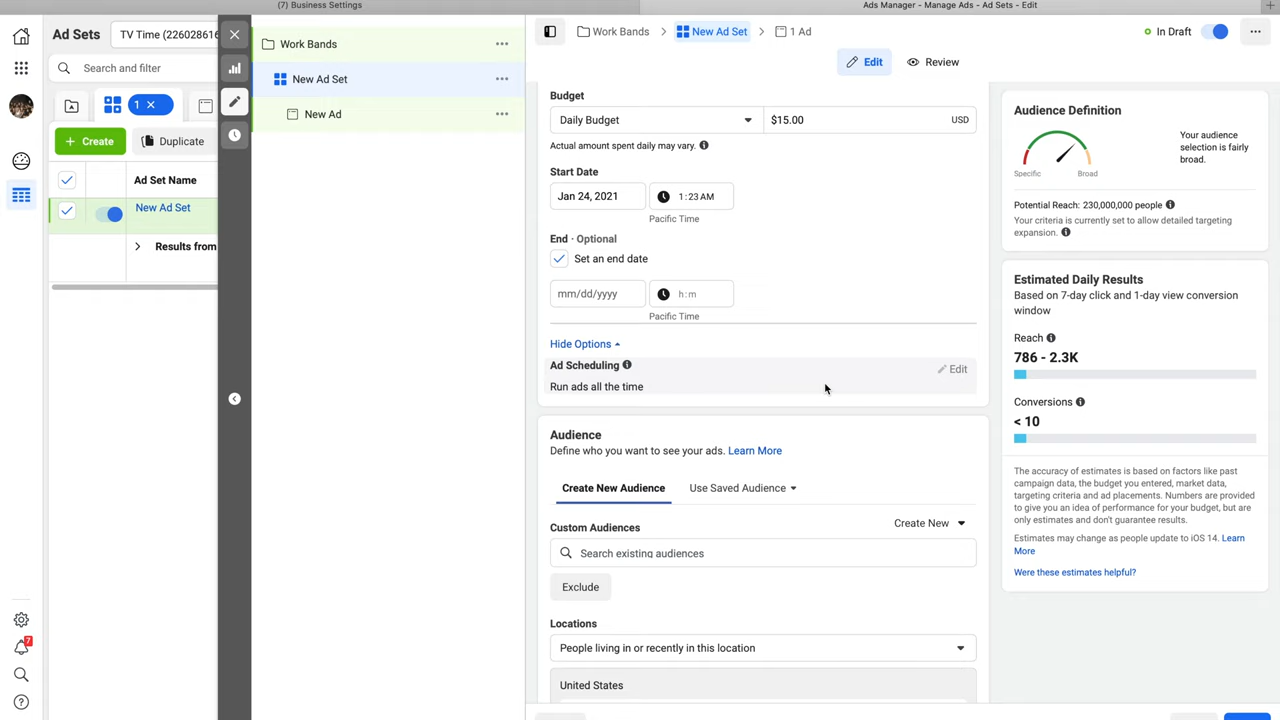 (7) Business Settings
Ads Manager - Manage Ads - Ad Sets - Edit
Ad Sets
TV Time (226028616
Search and filter
1
Create
Duplicate
Ad Set Name
New Ad Set
Results from
7
Work Bands
New Ad Set
New Ad
Work Bands
New Ad Set
1 Ad
In Draft
Edit
Review
Budget
Daily Budget
$15.00
USD
Actual amount spent daily may vary.
Start Date
Jan 24, 2021
1:23 AM
Pacific Time
End · Optional
Set an end date
mm/dd/yyyy
h:m
Pacific Time
Hide Options
Ad Scheduling
Edit
Run ads all the time
Audience
Define who you want to see your ads. Learn More
Create New Audience
Use Saved Audience
Custom Audiences
Create New
Search existing audiences
Exclude
Locations
People living in or recently in this location
United States
Audience Definition
Specific
Broad
Your audience
selection is fairly
broad.
Potential Reach: 230,000,000 people
Your criteria is currently set to allow detailed targeting
expansion.
Estimated Daily Results
Based on 7-day click and 1-day view conversion
window
Reach
786 - 2.3K
Conversions
< 10
The accuracy of estimates is based on factors like past
campaign data, the budget you entered, market data,
targeting criteria and ad placements. Numbers are provided
to give you an idea of performance for your budget, but are
only estimates and don't guarantee results.
Estimates may change as people update to iOS 14. Learn
More
Were these estimates helpful?